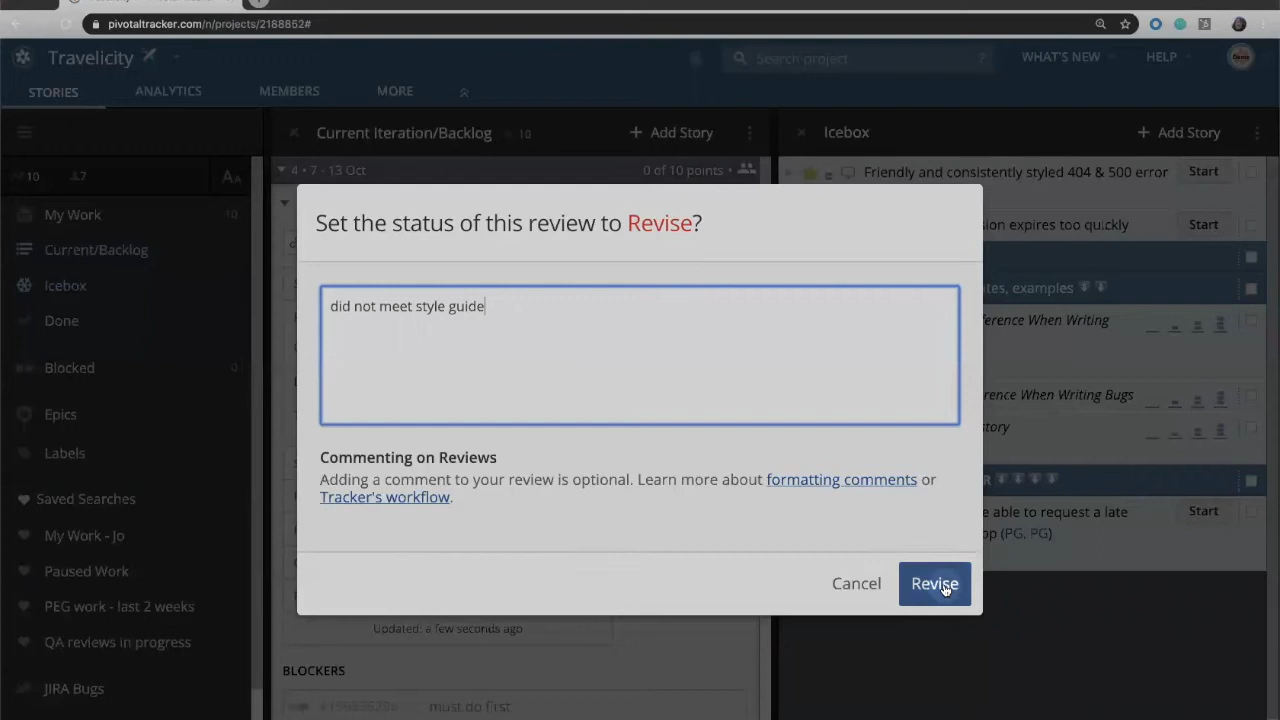 pivotaltracker.com/n/projects/2188852#
Travelicity
Search project
?
WHAT'S NEW
HELP
STORIES
ANALYTICS
MEMBERS
MORE
Current Iteration/Backlog
10
+ Add Story
Icebox
+ Add Story
10
7
AA
4 • 7 - 13 Oct
0 of 10 points •
Friendly and consistently styled 404 & 500 error
Start
My Work
10
Current/Backlog
Icebox
Done
Blocked
0
Epics
Labels
Saved Searches
My Work - Jo
Paused Work
PEG work - last 2 weeks
QA reviews in progress
JIRA Bugs
Set the status of this review to Revise?
did not meet style guide
Commenting on Reviews
Adding a comment to your review is optional. Learn more about formatting comments or
Tracker's workflow.
Cancel
Revise
Updated: a few seconds ago
BLOCKERS
must do first
sion expires too quickly
Start
tes, examples
ference When Writing
rence When Writing Bugs
story
R
able to request a late
Start
op (PG, PG)